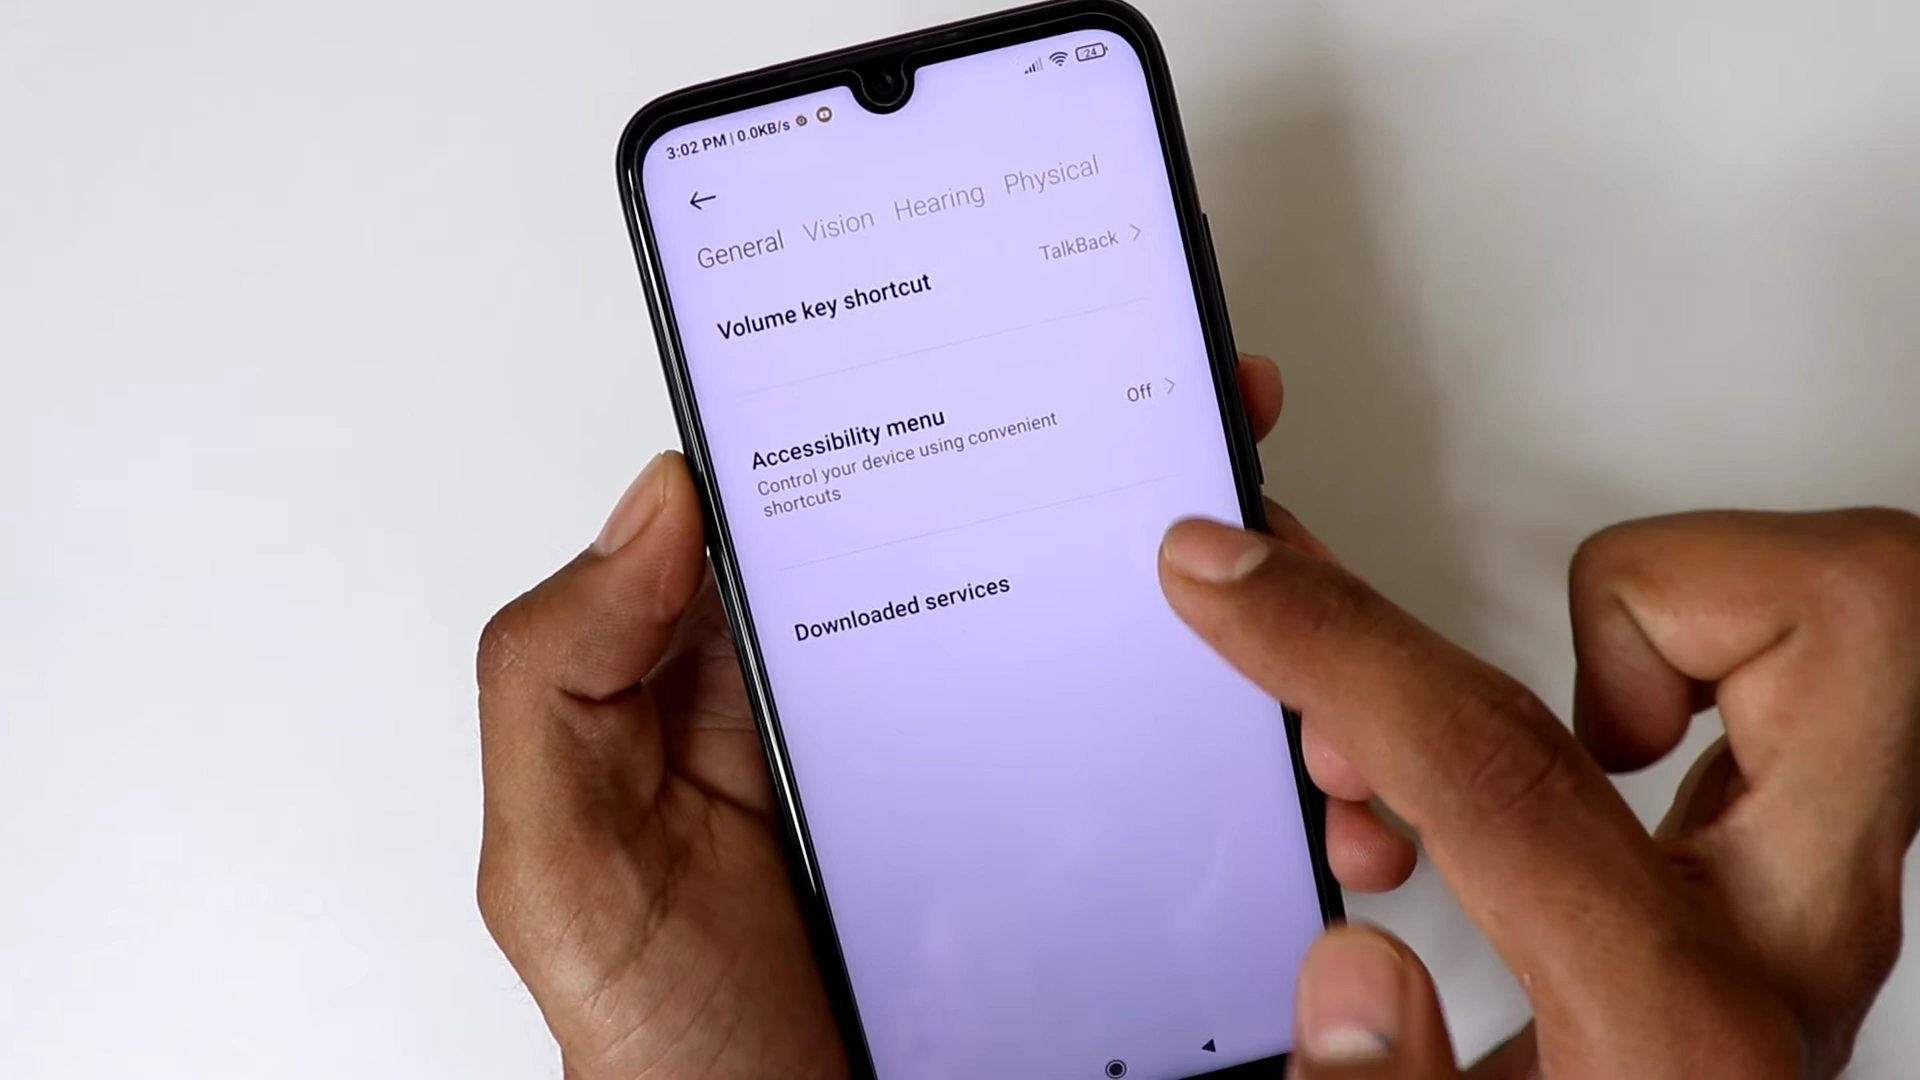 3:02 PM | 0.0KB/s
24
General Vision Hearing Physical
Volume key shortcut TalkBack
Accessibility menu Off
Control your device using convenient
shortcuts
Downloaded services